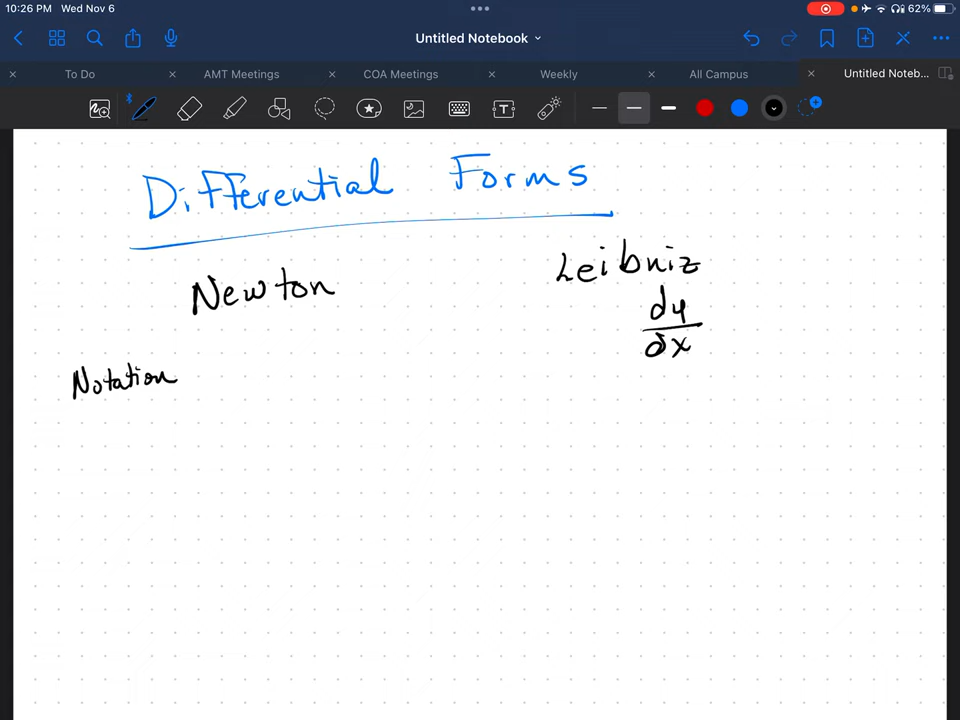 10:26 PM Wed Nov 6
62%
Untitled Notebook
To Do
AMT Meetings
COA Meetings
Weekly
All Campus
Untitled Noteb...
Differential Forms
Newton
Leibniz
dy
dx
Notation